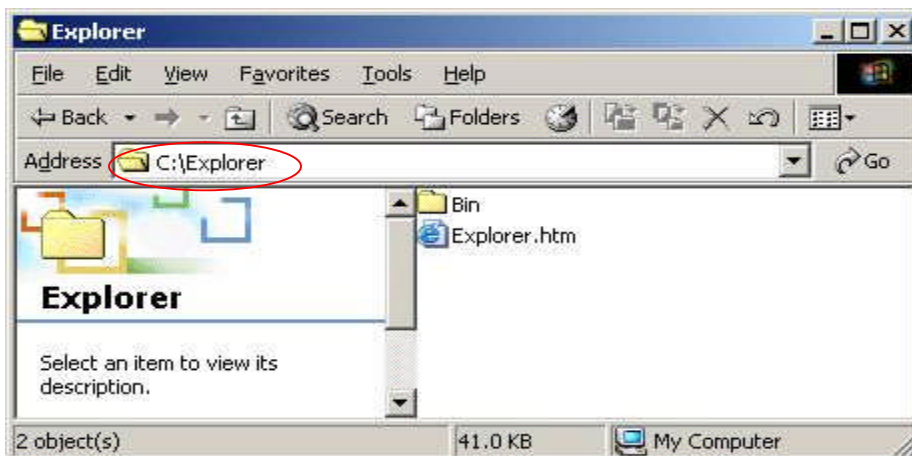 Explorer
File Edit View Favorites Tools Help
Back Search Folders
Address C:\Explorer Go
Bin
Explorer.htm
Explorer
Select an item to view its
description.
2 object(s) 41.0 KB My Computer